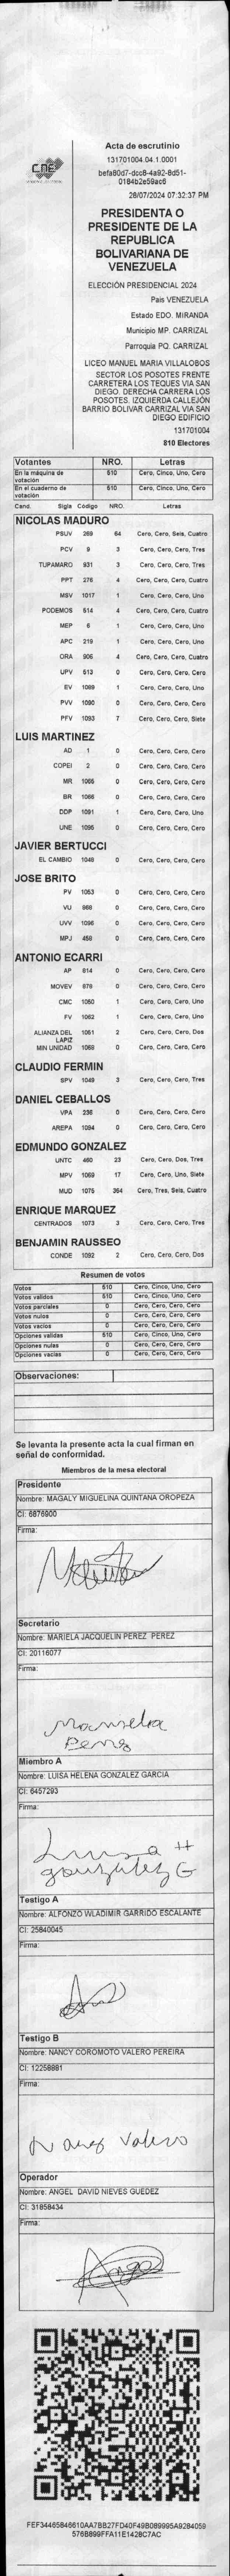 CNE
Acta de escrutinio
131701004.04.1.0001
befa80d7-dcc8-4a92-8d51-
0184b2e59ac6
28/07/2024 07:32:37 PM
PRESIDENTA O
PRESIDENTE DE LA
REPUBLICA
BOLIVARIANA DE
VENEZUELA
ELECCIÓN PRESIDENCIAL 2024
Pais VENEZUELA
Estado EDO. MIRANDA
Municipio MP. CARRIZAL
Parroquia PQ. CARRIZAL
LICEO MANUEL MARIA VILLALOBOS
SECTOR LOS POSOTES FRENTE
CARRETERA LOS TEQUES VIA SAN
DIEGO. DERECHA CARRERA LOS
POSOTES. IZQUIERDA CALLEJÓN
BARRIO BOLIVAR CARRIZAL VIA SAN
DIEGO EDIFICIO
131701004
810 Electores
Votantes NRO. Letras
En la máquina de votación 510 Cero, Cinco, Uno, Cero
En el cuaderno de votación 510 Cero, Cinco, Uno, Cero
Cand. Sigla Código NRO. Letras
NICOLAS MADURO
PSUV 269 64 Cero, Cero, Seis, Cuatro
PCV 9 3 Cero, Cero, Cero, Tres
TUPAMARO 931 3 Cero, Cero, Cero, Tres
PPT 276 4 Cero, Cero, Cero, Cuatro
MSV 1017 1 Cero, Cero, Cero, Uno
PODEMOS 514 4 Cero, Cero, Cero, Cuatro
MEP 6 1 Cero, Cero, Cero, Uno
APC 219 1 Cero, Cero, Cero, Uno
ORA 906 4 Cero, Cero, Cero, Cuatro
UPV 513 0 Cero, Cero, Cero, Cero
EV 1089 1 Cero, Cero, Cero, Uno
PVV 1090 0 Cero, Cero, Cero, Cero
PFV 1093 7 Cero, Cero, Cero, Siete
LUIS MARTINEZ
AD 1 0 Cero, Cero, Cero, Cero
COPEI 2 0 Cero, Cero, Cero, Cero
MR 1065 0 Cero, Cero, Cero, Cero
BR 1066 0 Cero, Cero, Cero, Cero
DDP 1091 1 Cero, Cero, Cero, Uno
UNE 1095 0 Cero, Cero, Cero, Cero
JAVIER BERTUCCI
EL CAMBIO 1048 0 Cero, Cero, Cero, Cero
JOSE BRITO
PV 1053 0 Cero, Cero, Cero, Cero
VU 868 0 Cero, Cero, Cero, Cero
UVV 1096 0 Cero, Cero, Cero, Cero
MPJ 458 0 Cero, Cero, Cero, Cero
ANTONIO ECARRI
AP 814 0 Cero, Cero, Cero, Cero
MOVEV 679 0 Cero, Cero, Cero, Cero
CMC 1050 1 Cero, Cero, Cero, Uno
FV 1062 1 Cero, Cero, Cero, Uno
ALIANZA DEL LAPIZ 1051 2 Cero, Cero, Cero, Dos
MIN UNIDAD 1068 0 Cero, Cero, Cero, Cero
CLAUDIO FERMIN
SPV 1049 3 Cero, Cero, Cero, Tres
DANIEL CEBALLOS
VPA 236 0 Cero, Cero, Cero, Cero
AREPA 1094 0 Cero, Cero, Cero, Cero
EDMUNDO GONZALEZ
UNTC 460 23 Cero, Cero, Dos, Tres
MPV 1069 17 Cero, Cero, Uno, Siete
MUD 1075 364 Cero, Tres, Seis, Cuatro
ENRIQUE MARQUEZ
CENTRADOS 1073 3 Cero, Cero, Cero, Tres
BENJAMIN RAUSSEO
CONDE 1092 2 Cero, Cero, Cero, Dos
Resumen de votos
Votos 510 Cero, Cinco, Uno, Cero
Votos validos 510 Cero, Cinco, Uno, Cero
Votos parciales 0 Cero, Cero, Cero, Cero
Votos nulos 0 Cero, Cero, Cero, Cero
Votos vacios 0 Cero, Cero, Cero, Cero
Opciones validas 510 Cero, Cinco, Uno, Cero
Opciones nulas 0 Cero, Cero, Cero, Cero
Opciones vacias 0 Cero, Cero, Cero, Cero
Observaciones:
Se levanta la presente acta la cual firman en
señal de conformidad.
Miembros de la mesa electoral
Presidente
Nombre: MAGALY MIGUELINA QUINTANA OROPEZA
CI: 6876900
Firma:
Secretario
Nombre: MARIELA JACQUELIN PEREZ PEREZ
CI: 20116077
Firma:
Mariela
Perez
Miembro A
Nombre: LUISA HELENA GONZALEZ GARCIA
CI: 6457293
Firma:
Luisa H
gonzalez G
Testigo A
Nombre: ALFONZO WLADIMIR GARRIDO ESCALANTE
CI: 25840045
Firma:
Testigo B
Nombre: NANCY COROMOTO VALERO PEREIRA
CI: 12258881
Firma:
Nancy Valero
Operador
Nombre: ANGEL DAVID NIEVES GUEDEZ
CI: 31858434
Firma:
FEF34465846610AA7BB27FD40F49B089995A9284059
576B899FFA11E1428C7AC